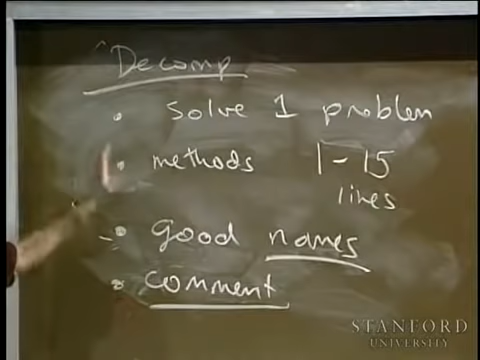 Decomp
• solve 1 problem
• methods 1-15
lines
• good names
• comment
STANFORD
UNIVERSITY